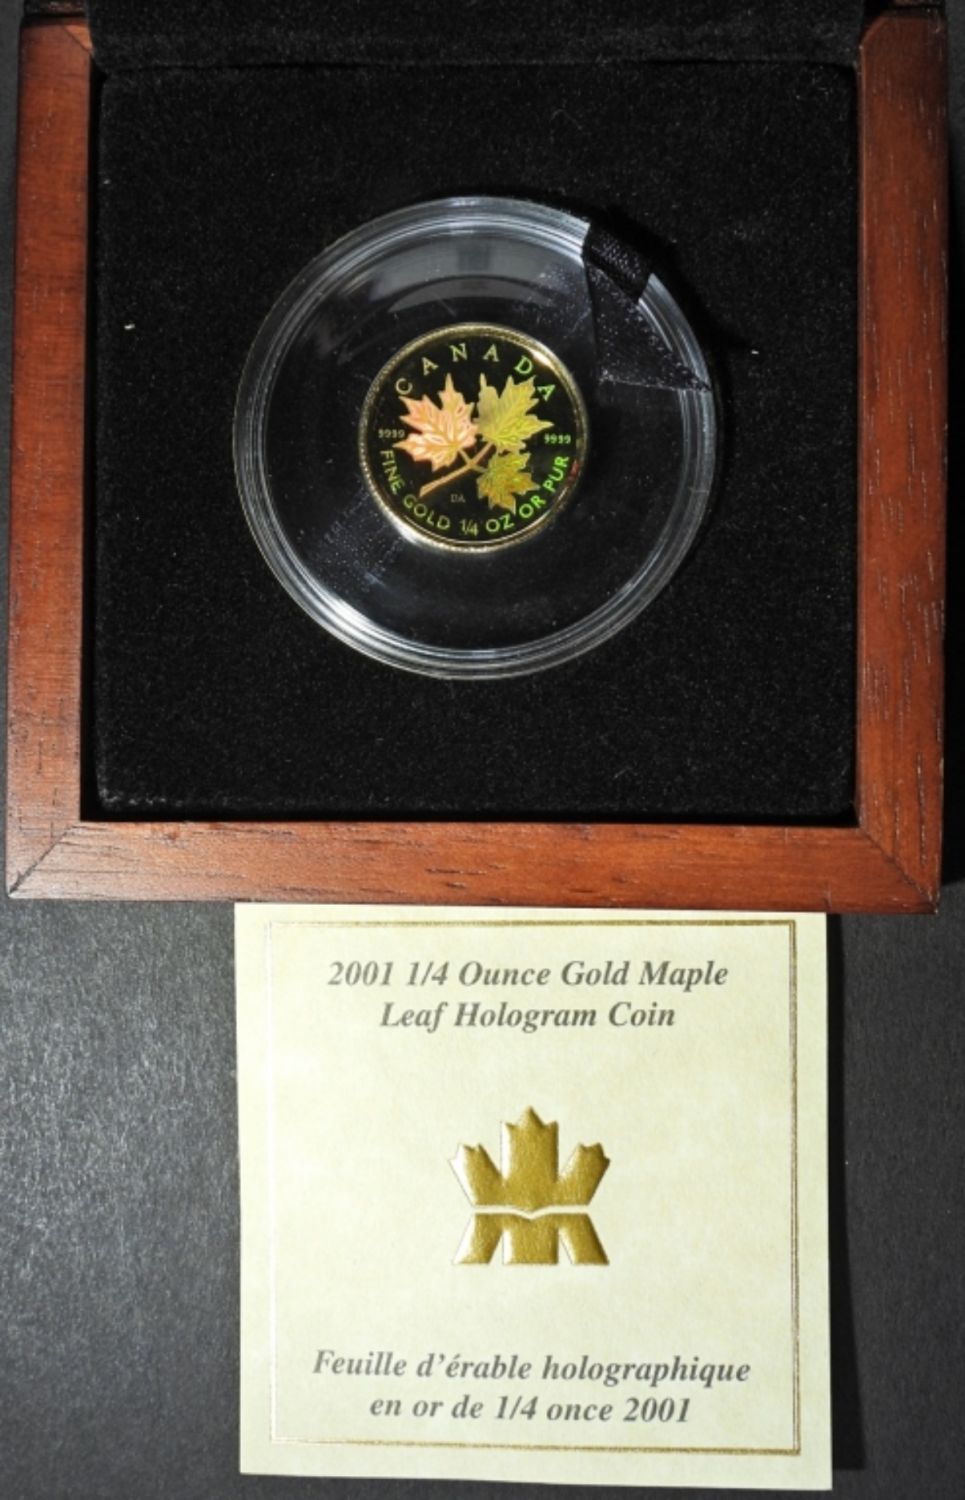 CANADA
9999 9999
DA
FINE GOLD 1/4 OZ OR PUR
2001 1/4 Ounce Gold Maple
Leaf Hologram Coin
Feuille d'érable holographique
en or de 1/4 once 2001